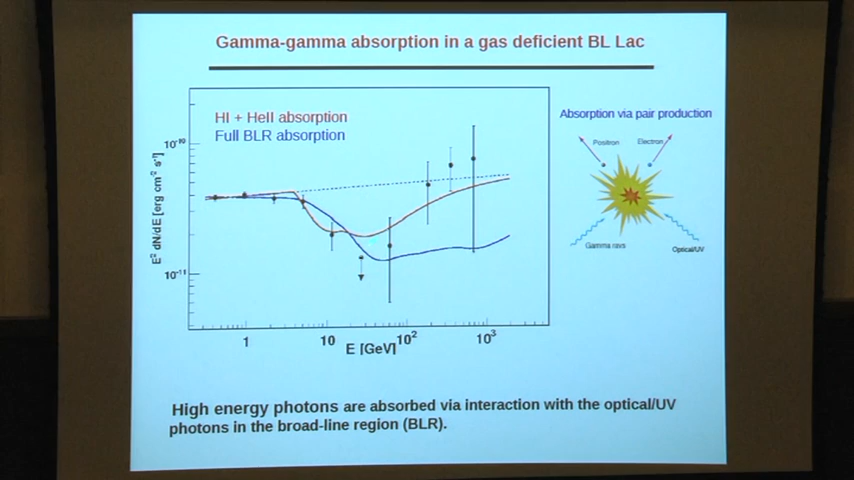 Gamma-gamma absorption in a gas deficient BL Lac
HI + HeII absorption
Full BLR absorption
Absorption via pair production
Positron
Electron
Gamma rays
Optical/UV
E² dN/dE [erg cm⁻² s⁻¹]
10⁻¹⁰
10⁻¹¹
1
10
10²
10³
E [GeV]
High energy photons are absorbed via interaction with the optical/UV
photons in the broad-line region (BLR).